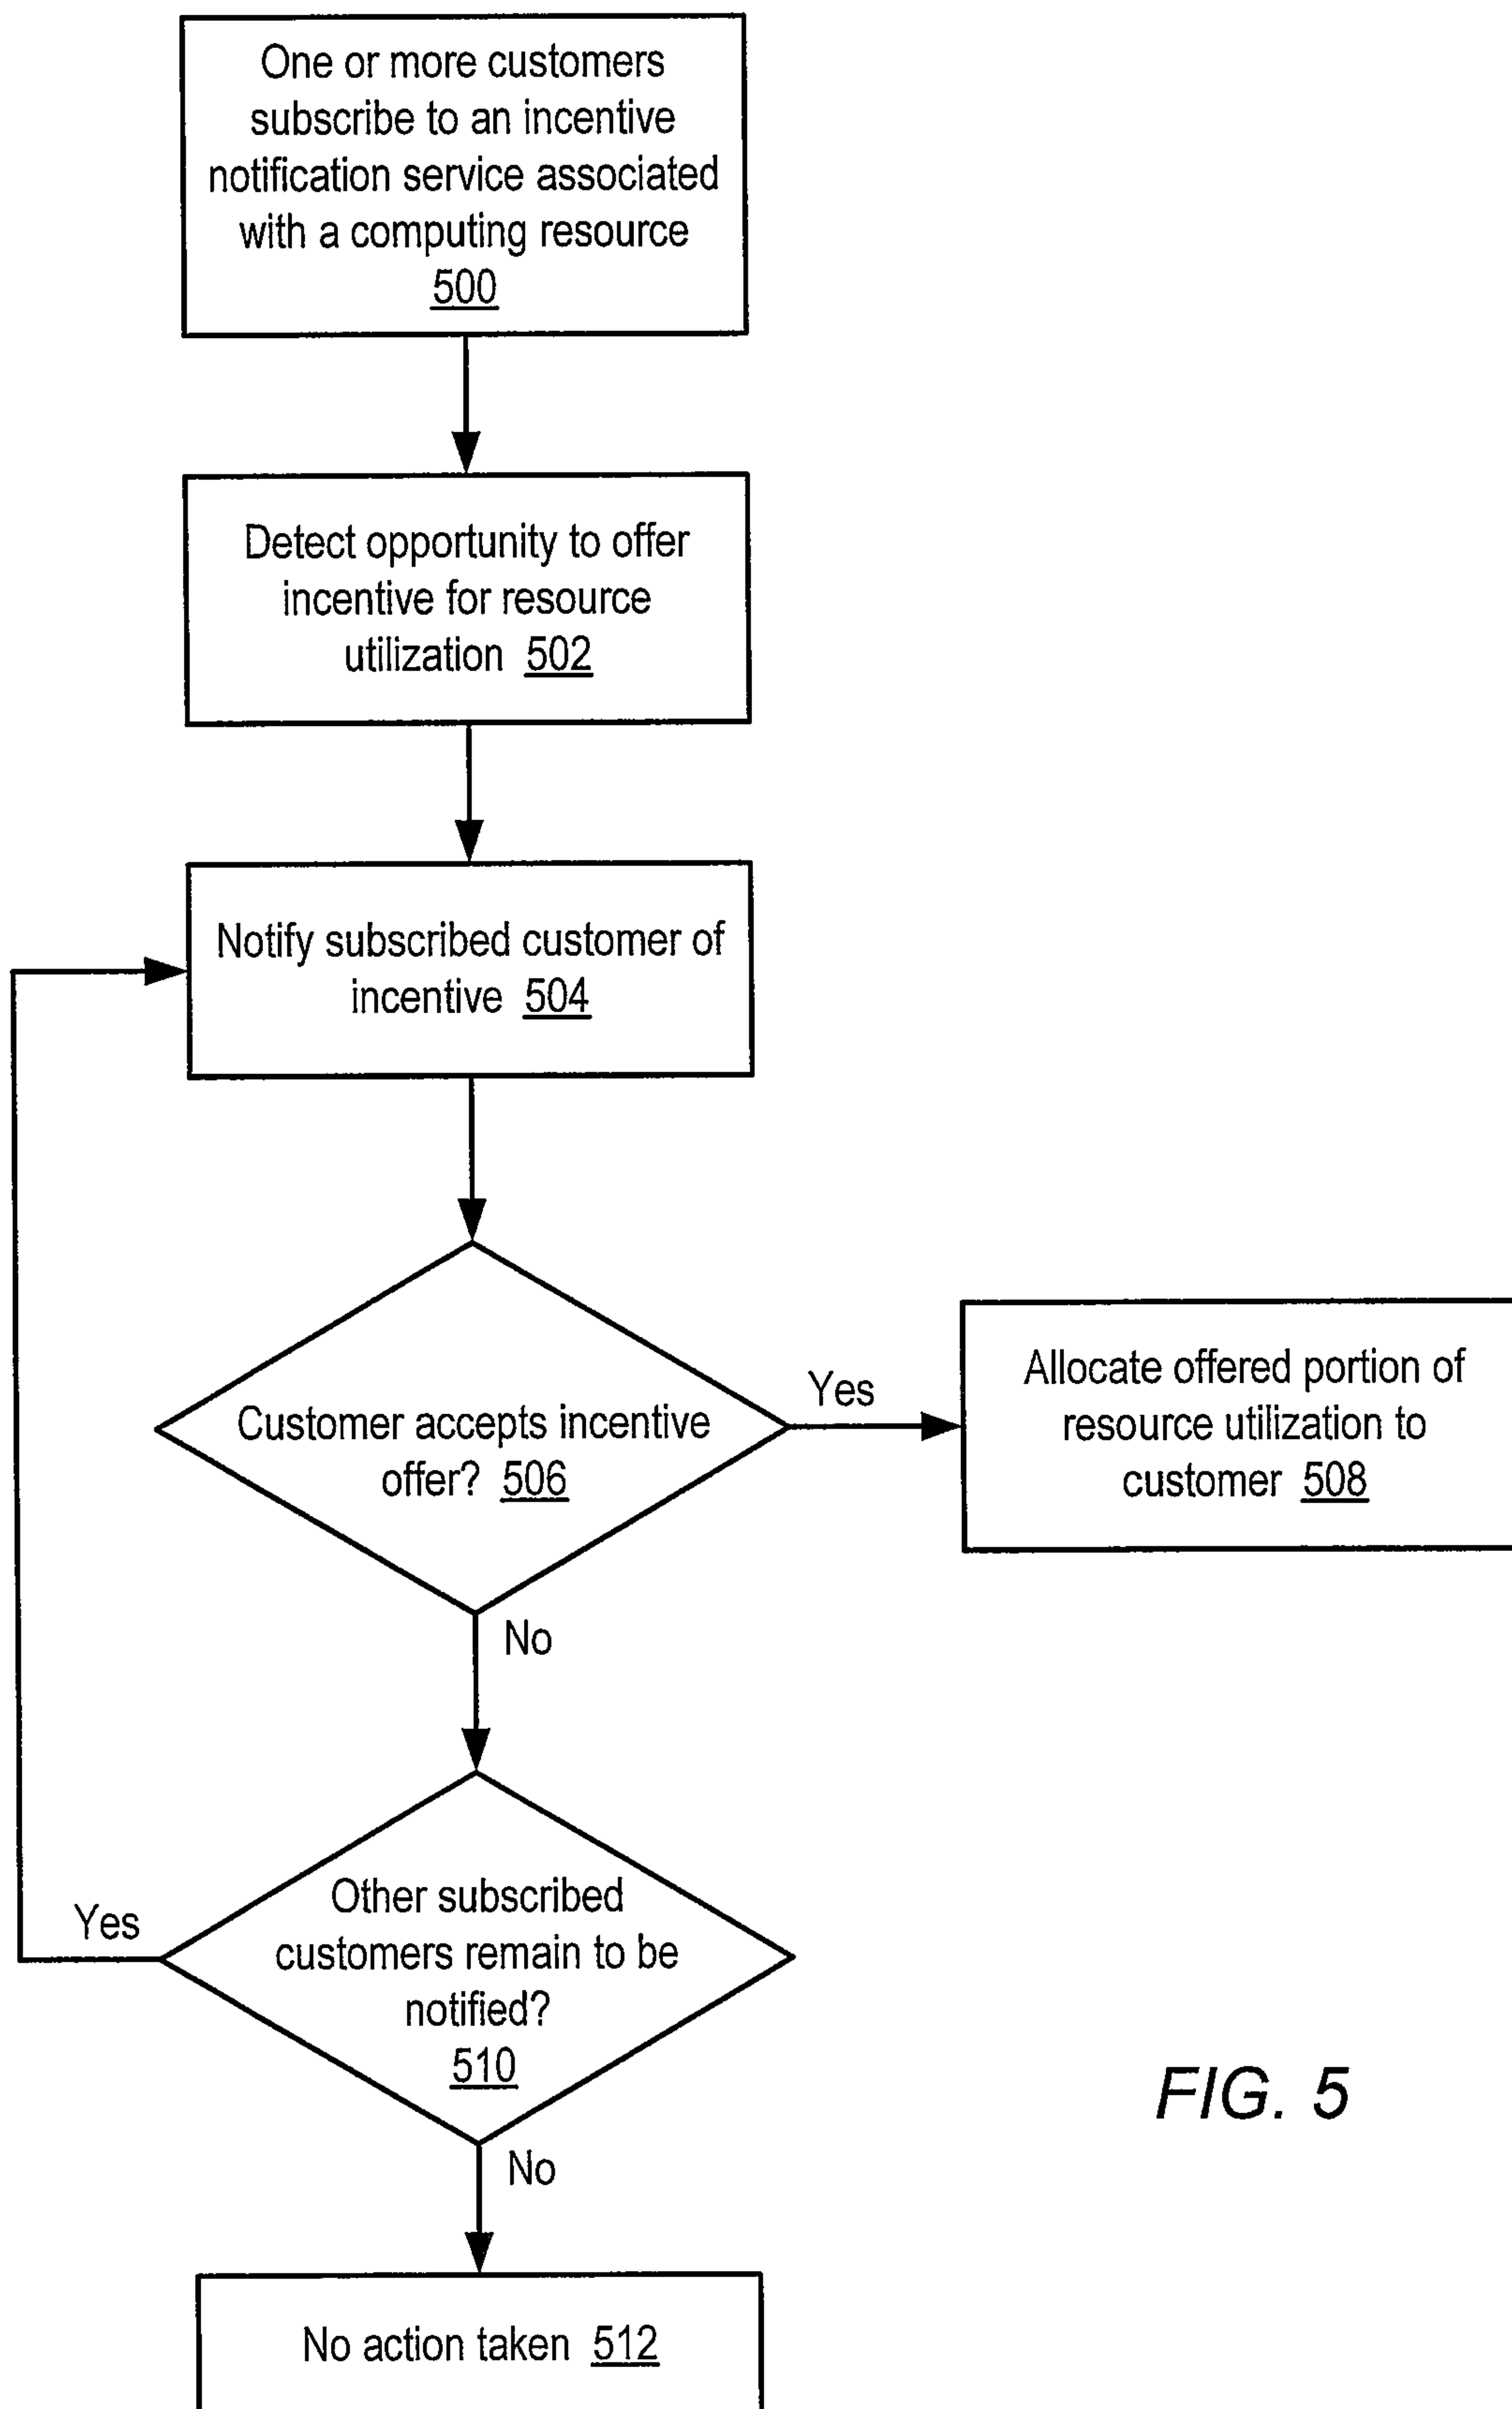 One or more customers
subscribe to an incentive
notification service associated
with a computing resource
500
Detect opportunity to offer
incentive for resource
utilization 502
Notify subscribed customer of
incentive 504
Customer accepts incentive
offer? 506
Yes
Allocate offered portion of
resource utilization to
customer 508
No
Other subscribed
customers remain to be
notified?
510
Yes
No
No action taken 512
FIG. 5